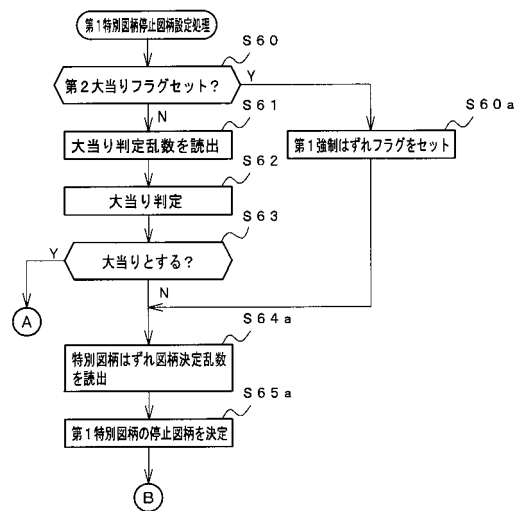 第1特別図柄停止図柄設定処理
S60
第2大当りフラグセット？
Y
N
S60a
第1強制はずれフラグをセット
S61
大当り判定乱数を読出
S62
大当り判定
S63
大当りとする？
Y
N
A
S64a
特別図柄はずれ図柄決定乱数
を読出
S65a
第1特別図柄の停止図柄を決定
B